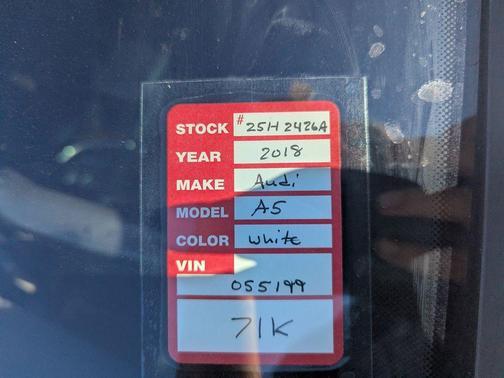 STOCK # 25H2426A
YEAR 2018
MAKE Audi
MODEL A5
COLOR white
VIN
055199
71K